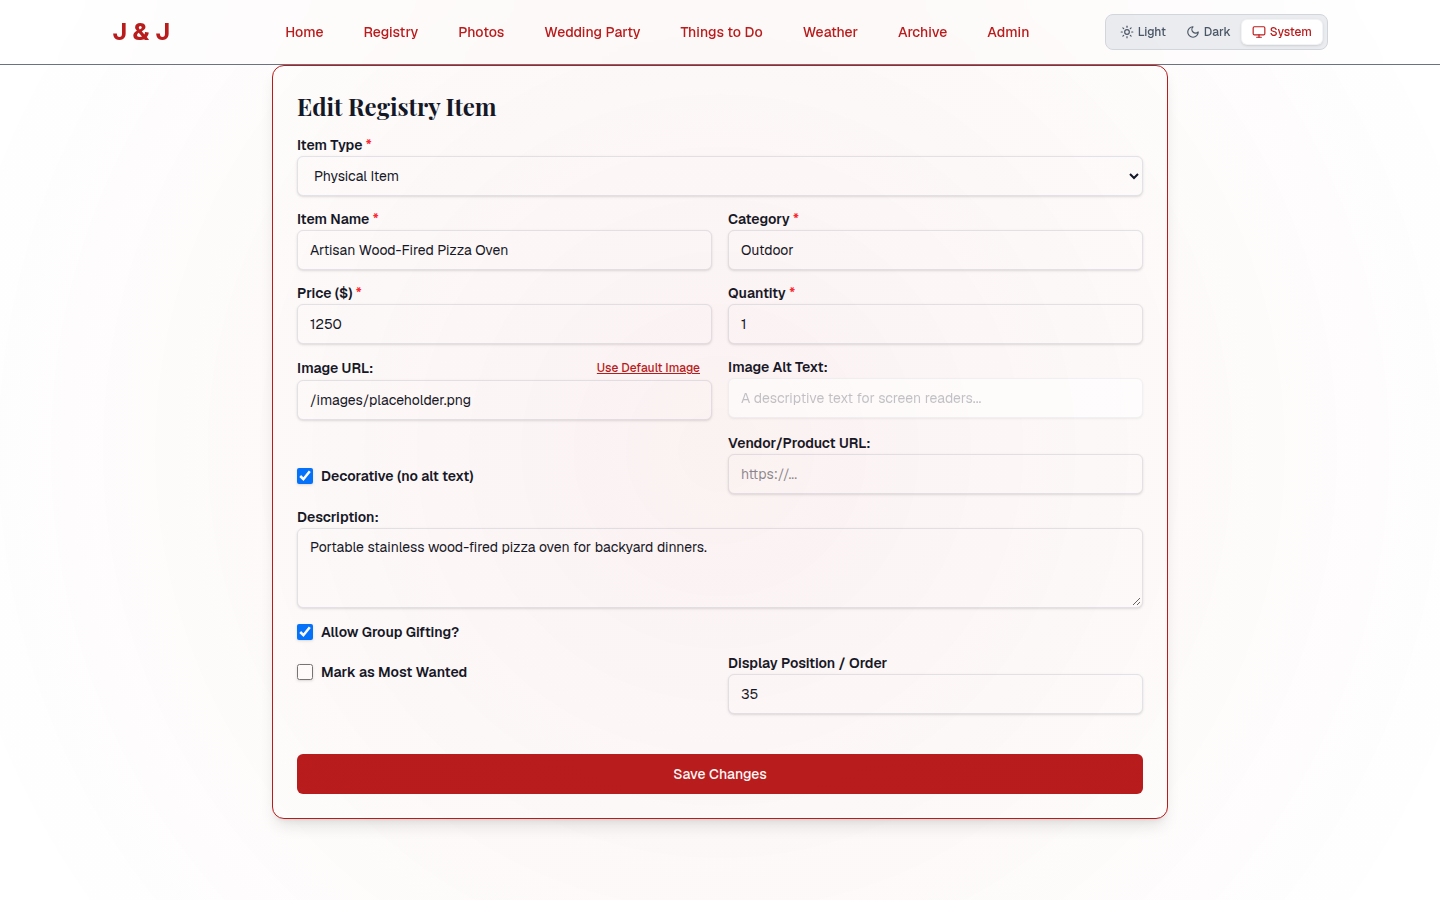 J & J
Home
Registry
Photos
Wedding Party
Things to Do
Weather
Archive
Admin
Light
Dark
System
Edit Registry Item
Item Type *
Physical Item
Item Name *
Category *
Artisan Wood-Fired Pizza Oven
Outdoor
Price ($) *
Quantity *
1250
1
Image URL:
Use Default Image
Image Alt Text:
/images/placeholder.png
A descriptive text for screen readers...
Decorative (no alt text)
Vendor/Product URL:
https://...
Description:
Portable stainless wood-fired pizza oven for backyard dinners.
Allow Group Gifting?
Mark as Most Wanted
Display Position / Order
35
Save Changes